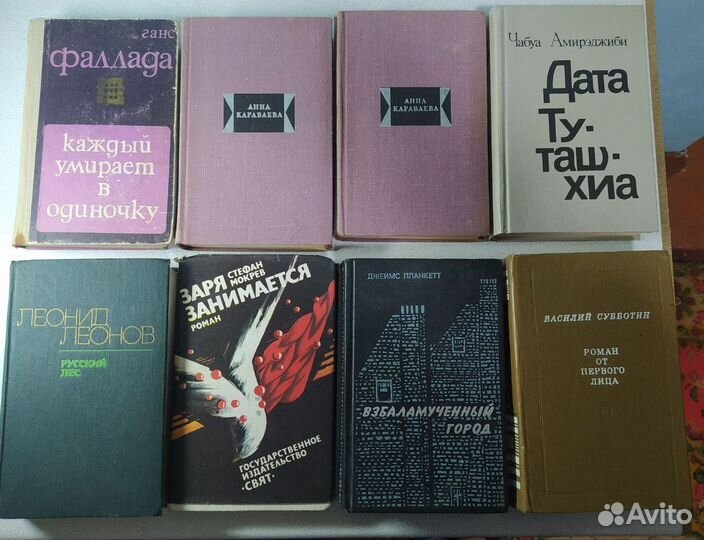 ганс
фаллада
каждый
умирает
в
одиночку
АННА
КАРАВАЕВА
АННА
КАРАВАЕВА
Чабуа Амирэджиби
Дата
Ту-
таш-
хиа
ЛЕОНИД
ЛЕОНОВ
РУССКИЙ
ЛЕС
ЗАРЯ
СТЕФАН
МОКРЕВ
ЗАНИМАЕТСЯ
РОМАН
ГОСУДАРСТВЕННОЕ
ИЗДАТЕЛЬСТВО
·СВЯТ·
ДЖЕЙМС ПЛАНКЕТТ
ВЗБАЛАМУЧЕННЫЙ
ГОРОД
ВАСИЛИЙ СУББОТИН
РОМАН
ОТ
ПЕРВОГО
ЛИЦА
Avito